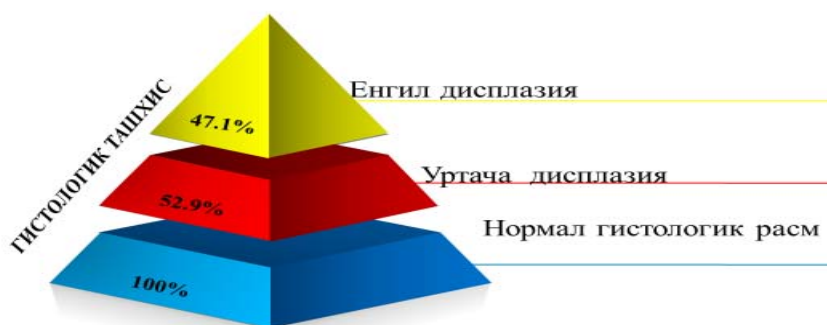 ГИСТОЛОГИК ТАШХИС
47.1%
Енгил дисплазия
52.9%
Уртача дисплазия
100%
Нормал гистологик расм